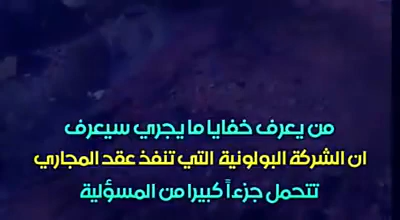 من يعرف خفايا ما يجري سيعرف
ان الشركة البولونية التي تنفذ عقد المجاري
تتحمل جزءاً كبيرا من المسؤلية